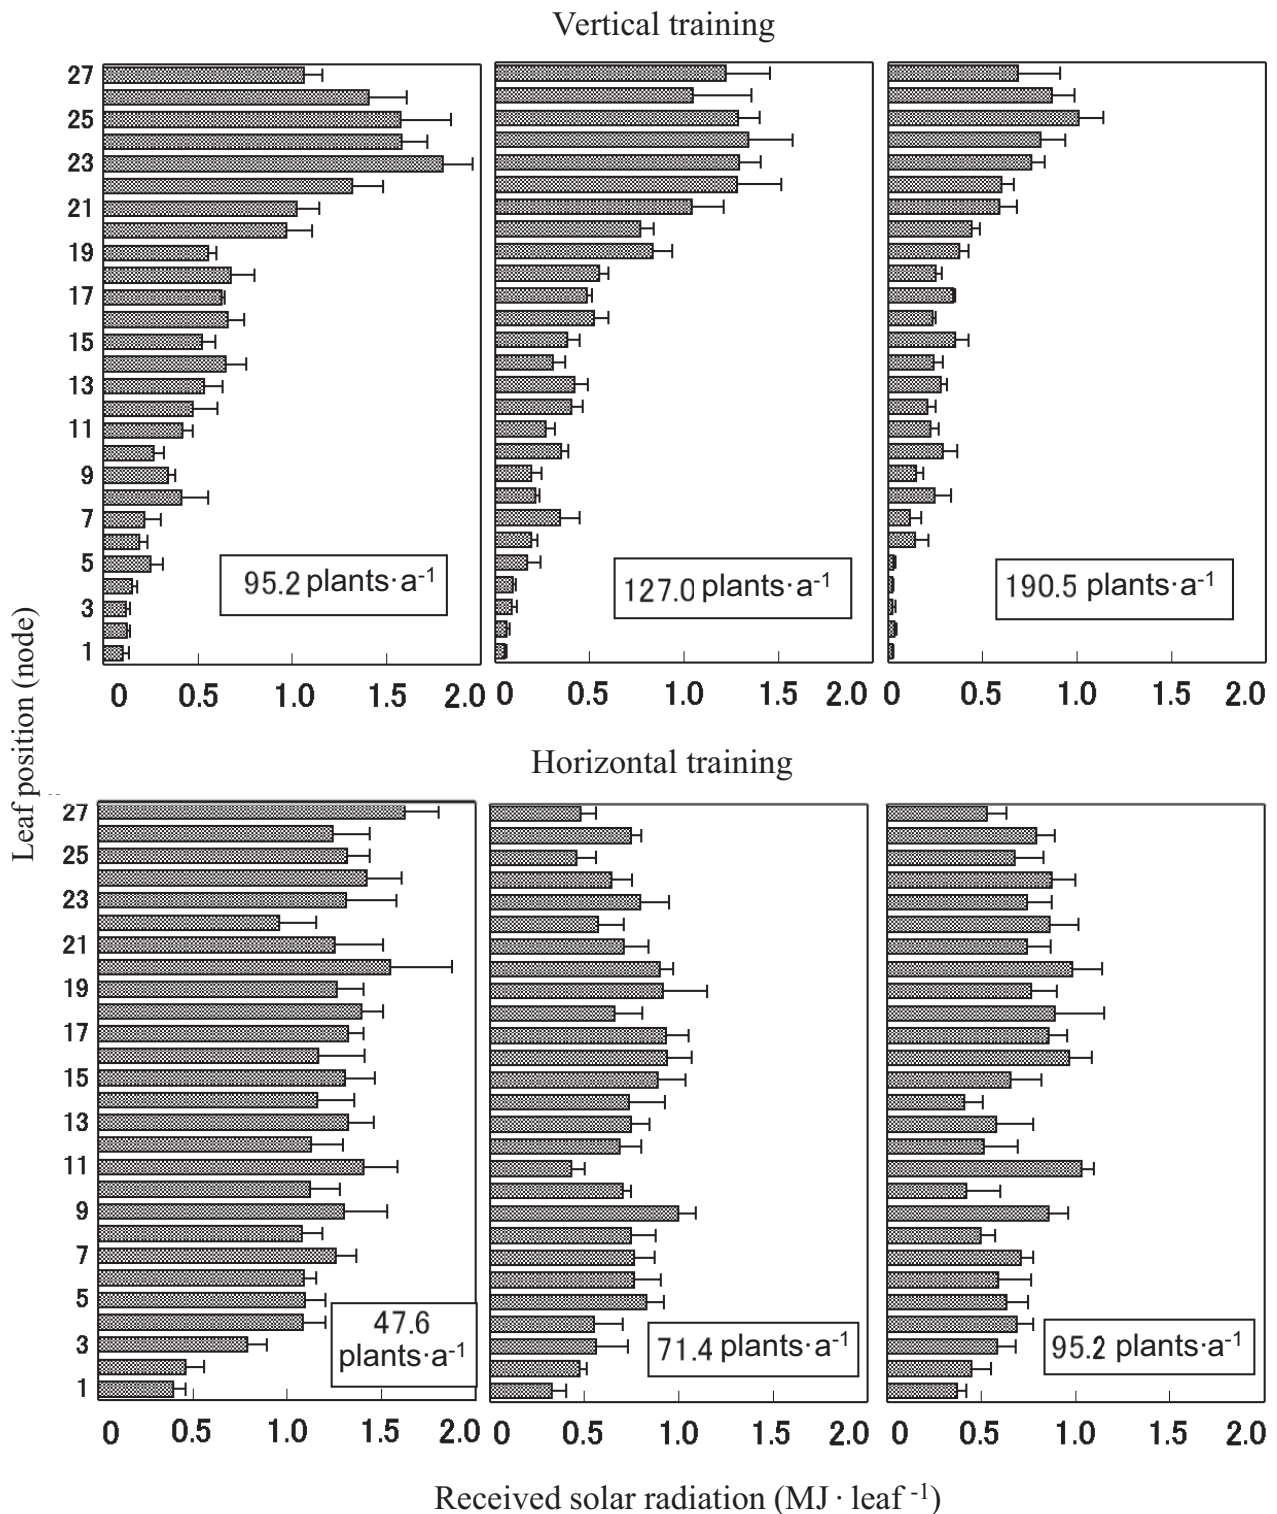 Vertical training
27
25
23
21
19
17
15
13
11
9
7
5
3
1
95.2 plants·a⁻¹
127.0 plants·a⁻¹
190.5 plants·a⁻¹
0 0.5 1.0 1.5 2.0
0 0.5 1.0 1.5 2.0
0 0.5 1.0 1.5 2.0
Leaf position (node)
Horizontal training
27
25
23
21
19
17
15
13
11
9
7
5
3
1
47.6
plants·a⁻¹
71.4 plants·a⁻¹
95.2 plants·a⁻¹
0 0.5 1.0 1.5 2.0
0 0.5 1.0 1.5 2.0
0 0.5 1.0 1.5 2.0
Received solar radiation (MJ · leaf ⁻¹)